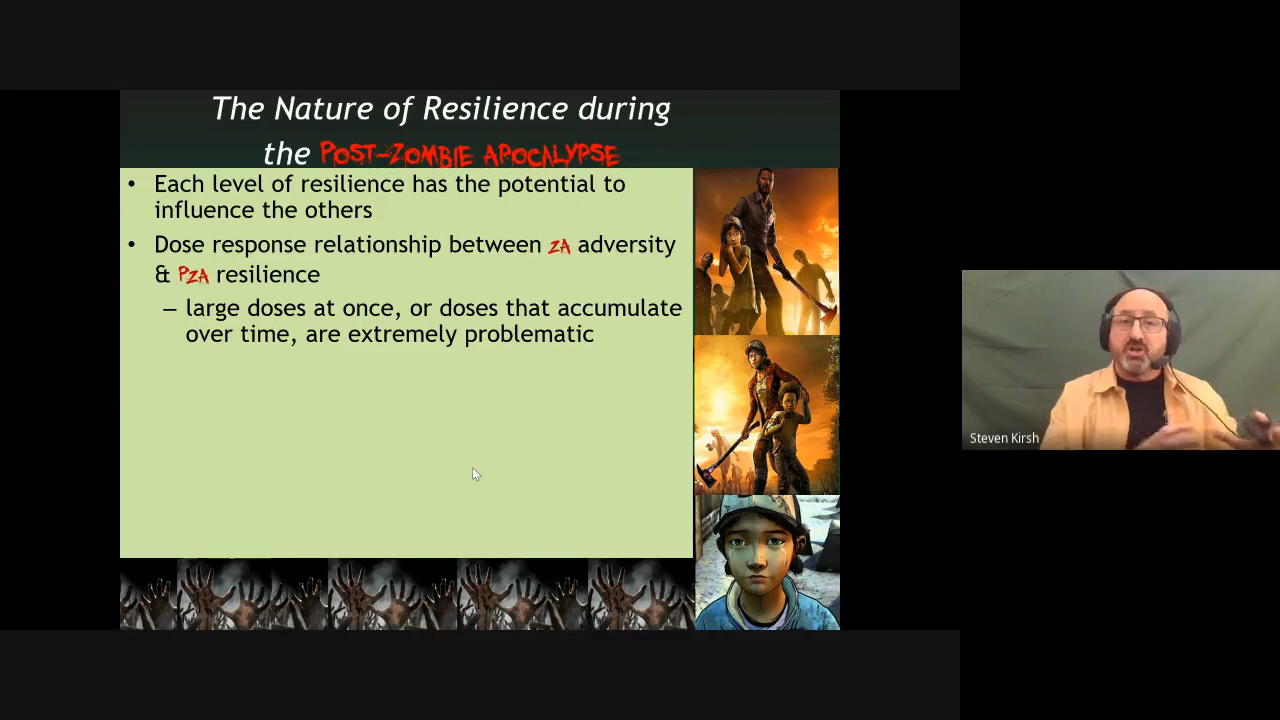 The Nature of Resilience during
the Post-Zombie Apocalypse
• Each level of resilience has the potential to
influence the others
• Dose response relationship between ZA adversity
& PZA resilience
– large doses at once, or doses that accumulate
over time, are extremely problematic
Steven Kirsh